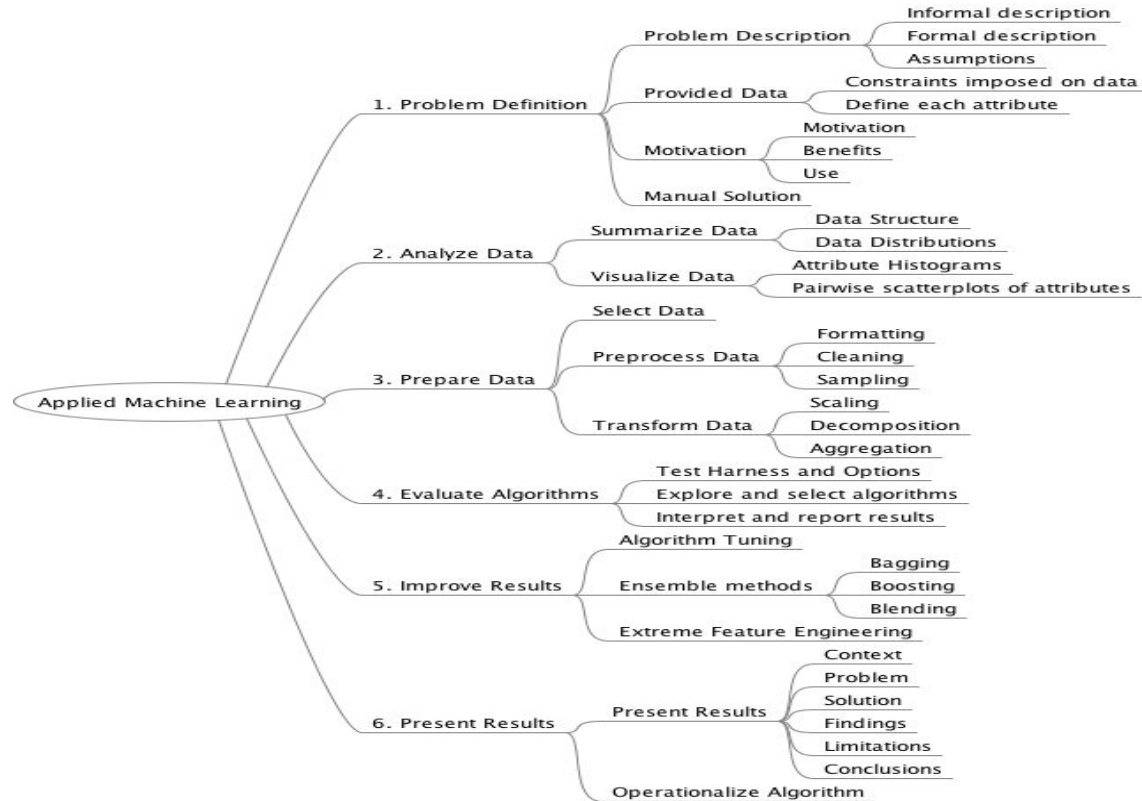 Informal description
Problem Description
Formal description
Assumptions
Constraints imposed on data
1. Problem Definition
Provided Data
Define each attribute
Motivation
Motivation
Benefits
Use
Manual Solution
Data Structure
Summarize Data
Data Distributions
2. Analyze Data
Attribute Histograms
Visualize Data
Pairwise scatterplots of attributes
Select Data
Formatting
Preprocess Data
Cleaning
Sampling
3. Prepare Data
Applied Machine Learning
Scaling
Transform Data
Decomposition
Aggregation
Test Harness and Options
4. Evaluate Algorithms
Explore and select algorithms
Interpret and report results
Algorithm Tuning
Bagging
5. Improve Results
Ensemble methods
Boosting
Blending
Extreme Feature Engineering
Context
Problem
Solution
6. Present Results
Present Results
Findings
Limitations
Conclusions
Operationalize Algorithm